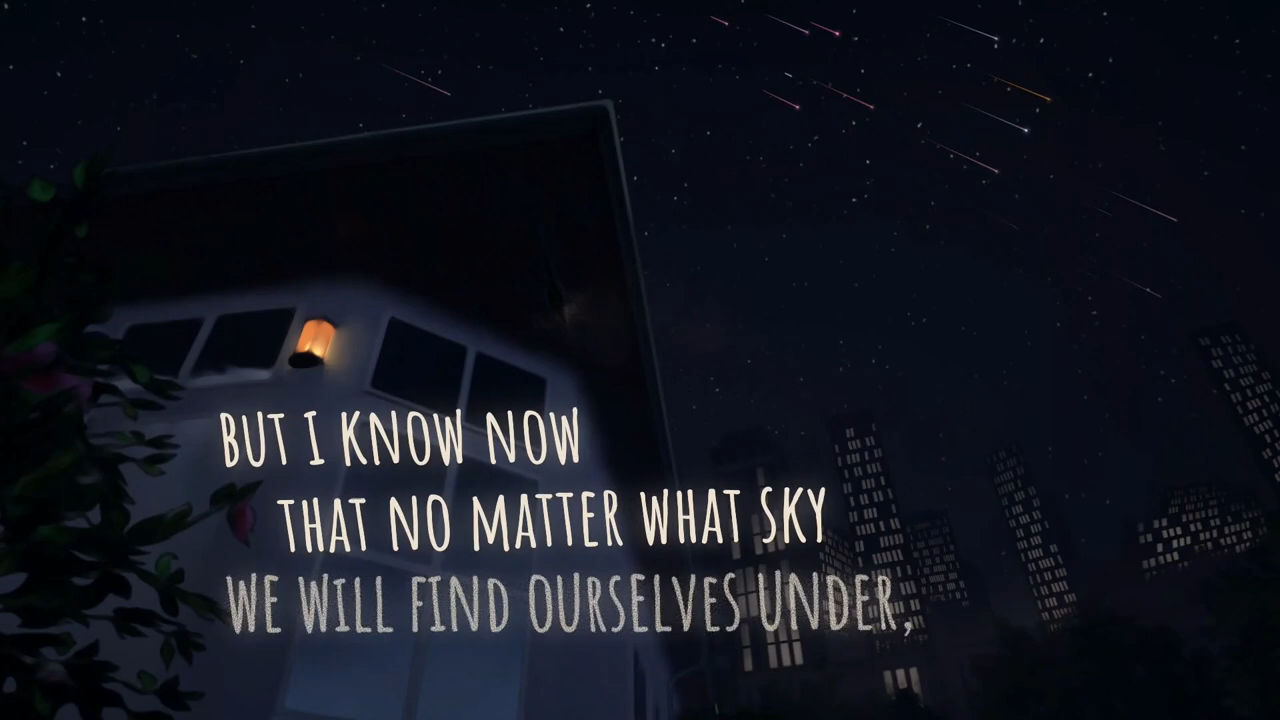 BUT I KNOW NOW
THAT NO MATTER WHAT SKY
WE WILL FIND OURSELVES UNDER,